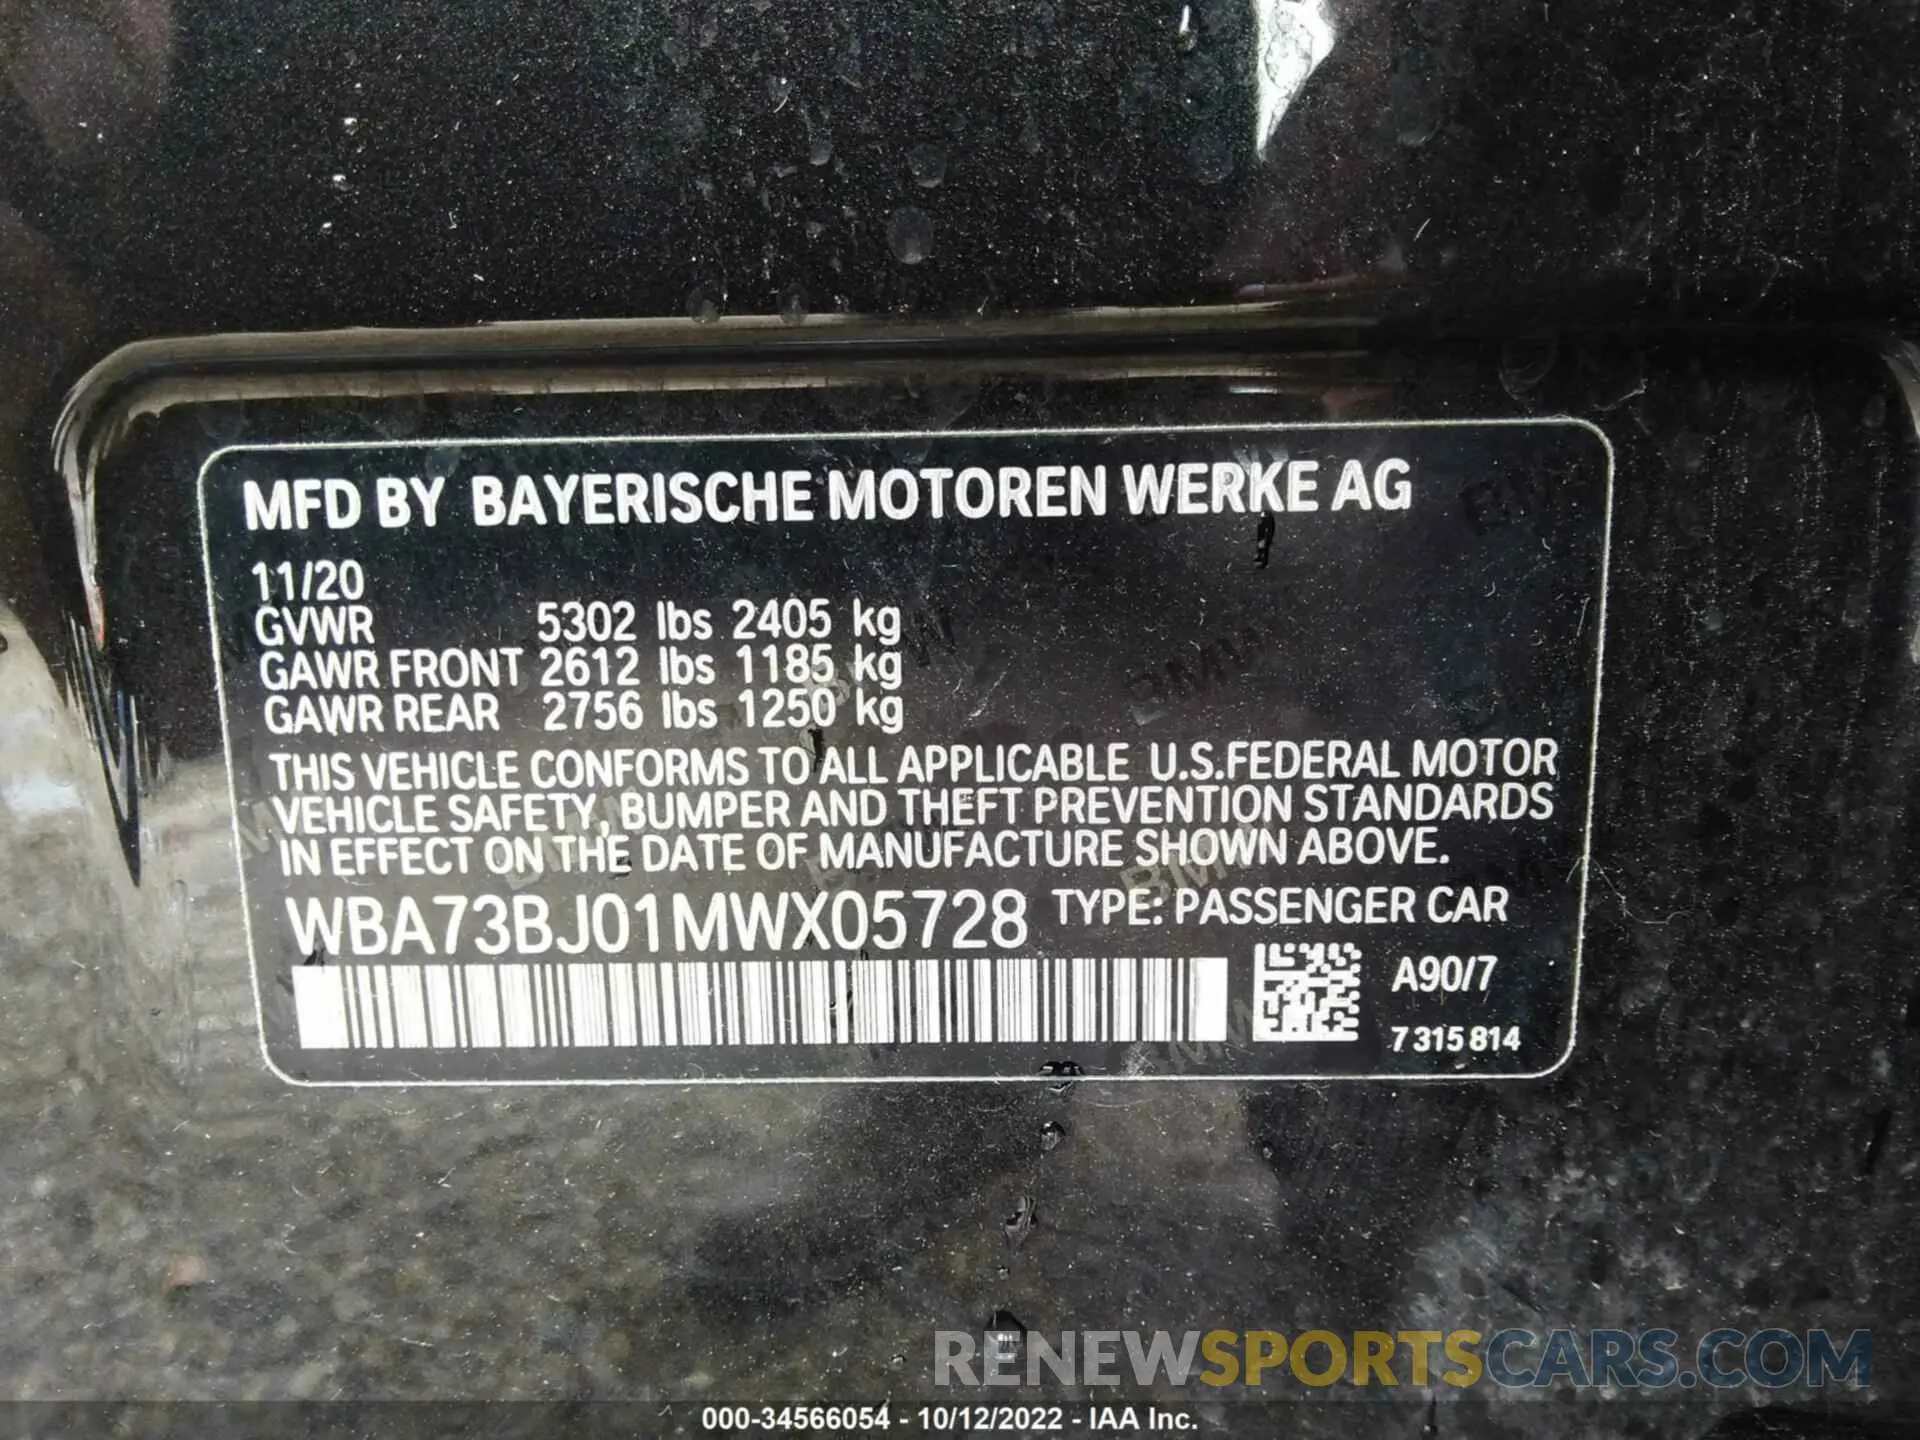 MFD BY BAYERISCHE MOTOREN WERKE AG
11/20
GVWR 5302 lbs 2405 kg
GAWR FRONT 2612 lbs 1185 kg
GAWR REAR 2756 lbs 1250 kg
THIS VEHICLE CONFORMS TO ALL APPLICABLE U.S.FEDERAL MOTOR
VEHICLE SAFETY, BUMPER AND THEFT PREVENTION STANDARDS
IN EFFECT ON THE DATE OF MANUFACTURE SHOWN ABOVE.
WBA73BJ01MWX05728 TYPE: PASSENGER CAR
A90/7
7 315 814
RENEWSPORTSCARS.COM
000-34566054 - 10/12/2022 - IAA Inc.